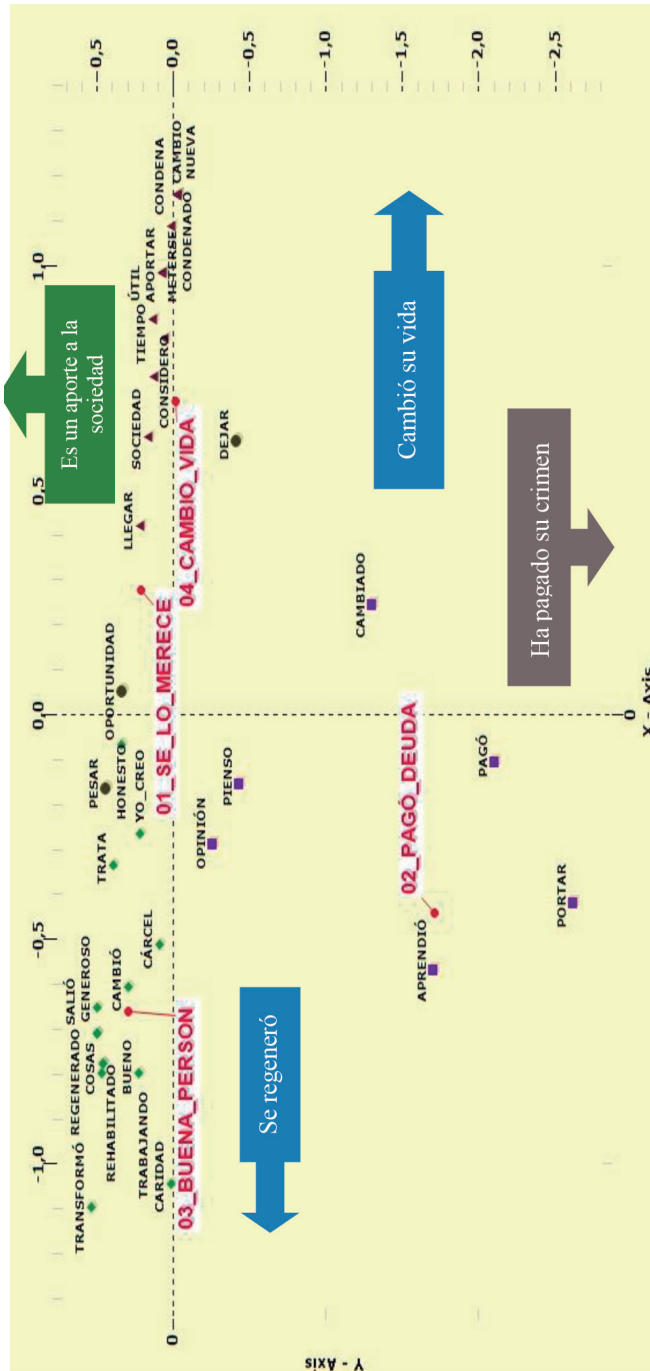 Es un aporte a la
sociedad
Cambió su vida
Ha pagado su crimen
Se regeneró
TRANSFORMÓ
REGENERADO
COSAS
REHABILITADO
BUENO
TRABAJANDO
CARIDAD
SALIÓ
GENEROSO
CAMBIÓ
CÁRCEL
03_BUENA_PERSON
TRATA
PESAR
HONESTO
YO_CREO
OPORTUNIDAD
01_SE_LO_MERECE
OPINIÓN
PIENSO
LLEGAR
SOCIEDAD
CONSIDERO
TIEMPO
ÚTIL
APORTAR
METERSE
CONDENADO
CONDENA
CAMBIO
NUEVA
04_CAMBIO_VIDA
DEJAR
CAMBIADO
02_PAGÓ_DEUDA
APRENDIÓ
PAGÓ
PORTAR
-1,0
-0,5
0,0
0,5
1,0
-0,5
0,0
-0,5
-1,0
-1,5
-2,0
-2,5
0
0
X - Axis
Y - Axis